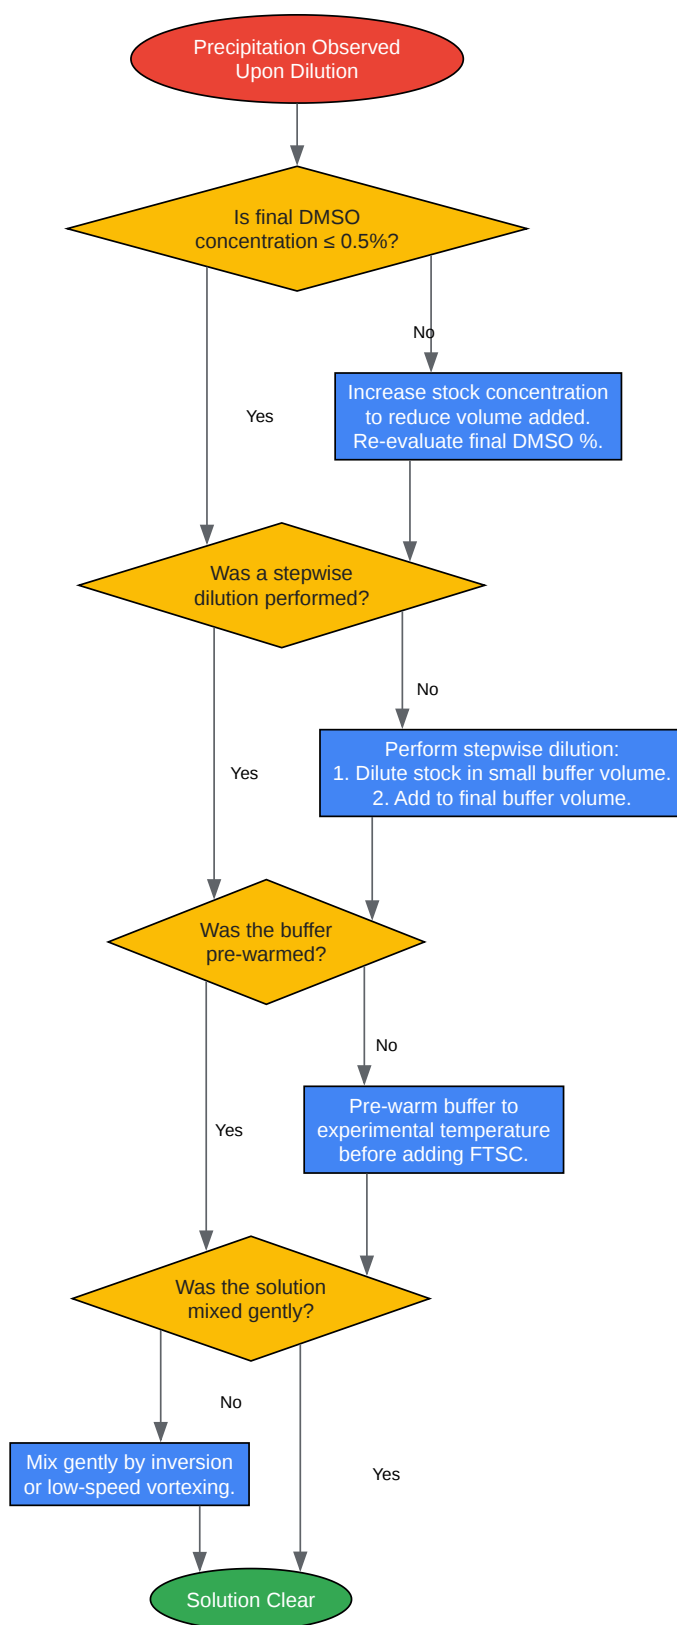 Precipitation Observed
Upon Dilution
Is final DMSO
concentration ≤ 0.5%?
No
Increase stock concentration
to reduce volume added.
Re-evaluate final DMSO %.
Yes
Was a stepwise
dilution performed?
No
Perform stepwise dilution:
1. Dilute stock in small buffer volume.
2. Add to final buffer volume.
Yes
Was the buffer
pre-warmed?
No
Pre-warm buffer to
experimental temperature
before adding FTSC.
Yes
Was the solution
mixed gently?
No
Mix gently by inversion
or low-speed vortexing.
Yes
Solution Clear